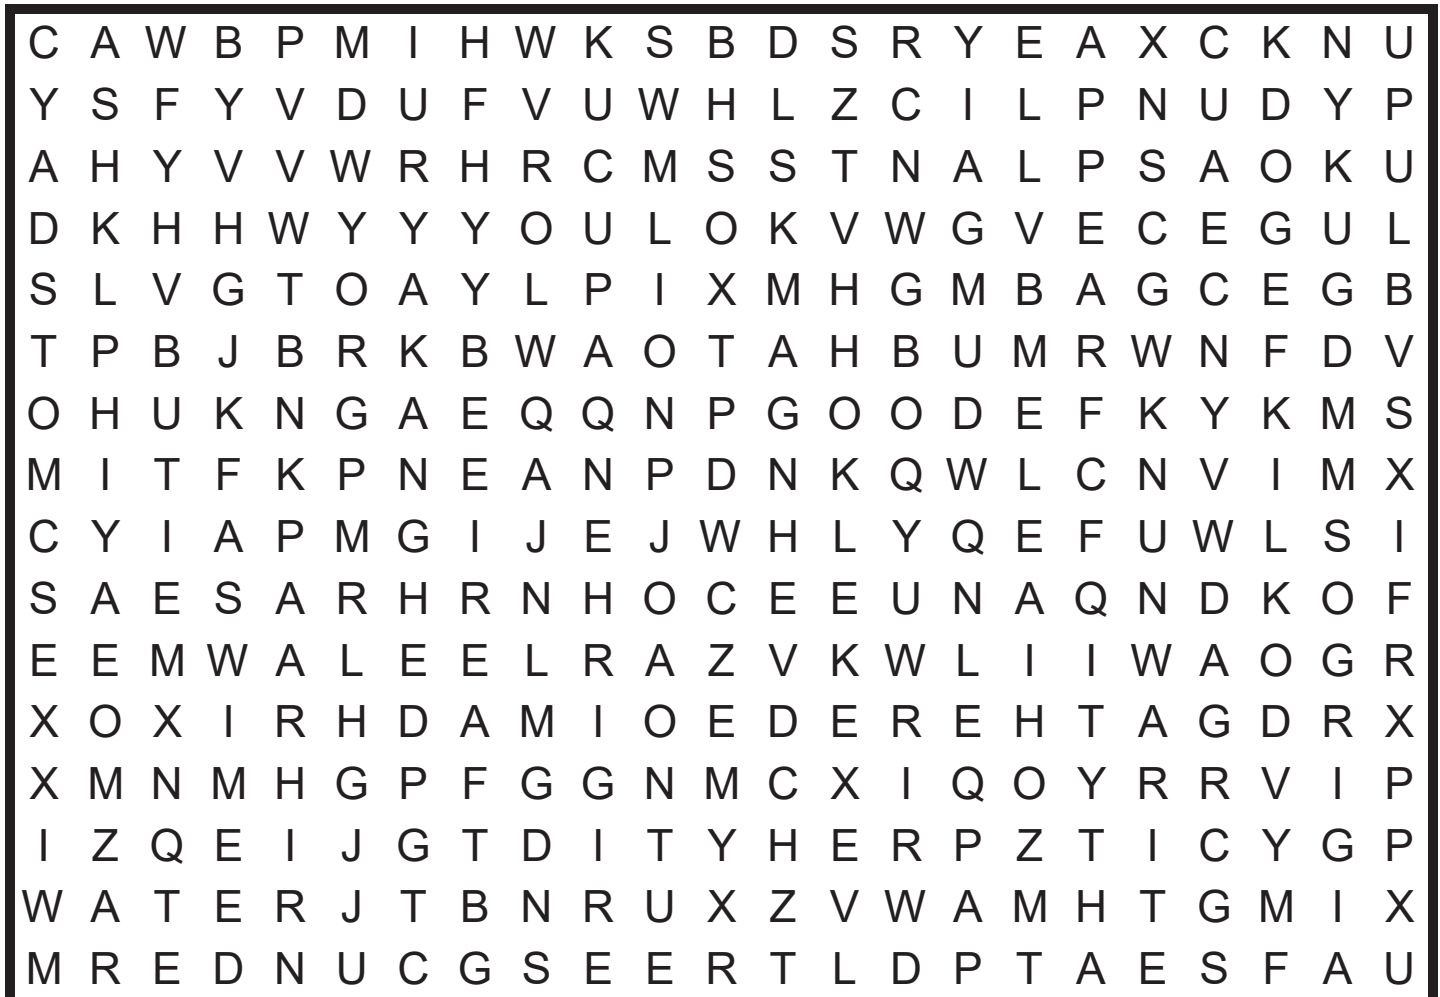 C A W B P M I H W K S B D S R Y E A X C K N U
Y S F Y V D U F V U W H L Z C I L P N U D Y P
A H Y V V W R H R C M S S T N A L P S A O K U
D K H H W Y Y Y O U L O K V W G V E C E G U L
S L V G T O A Y L P I X M H G M B A G C E G B
T P B J B R K B W A O T A H B U M R W N F D V
O H U K N G A E Q Q N P G O O D E F K Y K M S
M I T F K P N E A N P D N K Q W L C N V I M X
C Y I A P M G I J E J W H L Y Q E F U W L S I
S A E S A R H R N H O C E E U N A Q N D K O F
E E M W A L E E L R A Z V K W L I I W A O G R
X O X I R H D A M I O E D E R E H T A G D R X
X M N M H G P F G G N M C X I Q O Y R R V I P
I Z Q E I J G T D I T Y H E R P Z T I C Y G P
W A T E R J T B N R U X Z V W A M H T G M I X
M R E D N U C G S E E R T L D P T A E S F A U